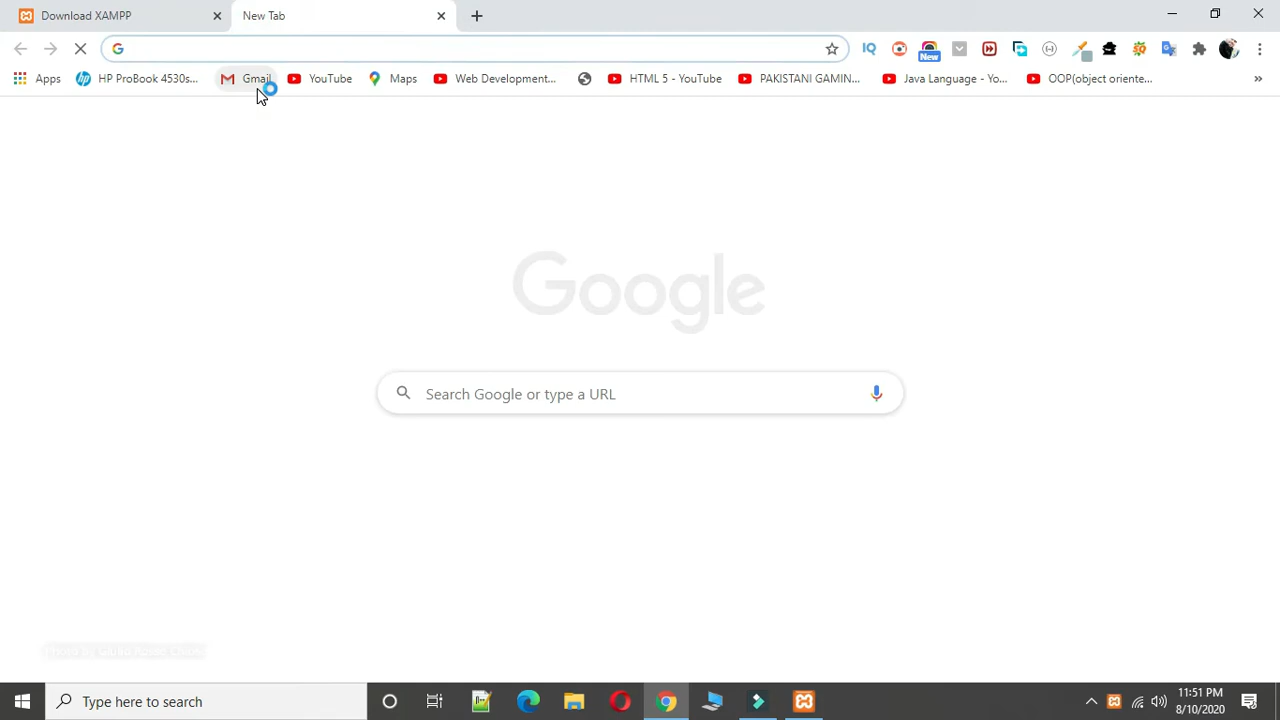 Download XAMPP
New Tab
New
Apps
HP ProBook 4530s...
Gmail
YouTube
Maps
Web Development...
HTML 5 - YouTube
PAKISTANI GAMIN...
Java Language - Yo...
OOP(object oriente...
»
Google
Search Google or type a URL
Type here to search
11:51 PM
8/10/2020